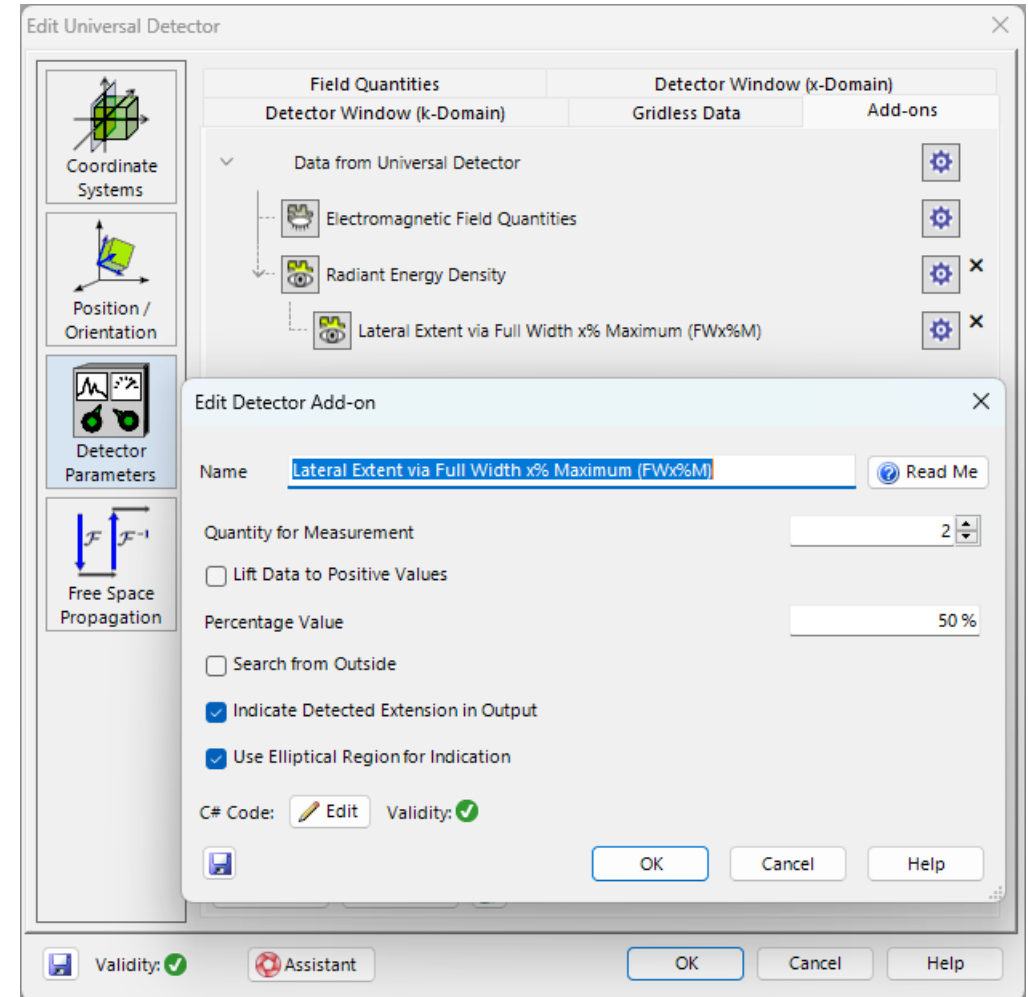 Edit Universal Detector
Coordinate
Systems
Position /
Orientation
Detector
Parameters
ℱ ℱ⁻¹
Free Space
Propagation
Field Quantities
Detector Window (x-Domain)
Detector Window (k-Domain)
Gridless Data
Add-ons
Data from Universal Detector
Electromagnetic Field Quantities
Radiant Energy Density
Lateral Extent via Full Width x% Maximum (FWx%M)
Edit Detector Add-on
Name
Lateral Extent via Full Width x% Maximum (FWx%M)
Read Me
Quantity for Measurement
2
Lift Data to Positive Values
Percentage Value
50 %
Search from Outside
Indicate Detected Extension in Output
Use Elliptical Region for Indication
C# Code:
Edit
Validity:
OK
Cancel
Help
Validity:
Assistant
OK
Cancel
Help